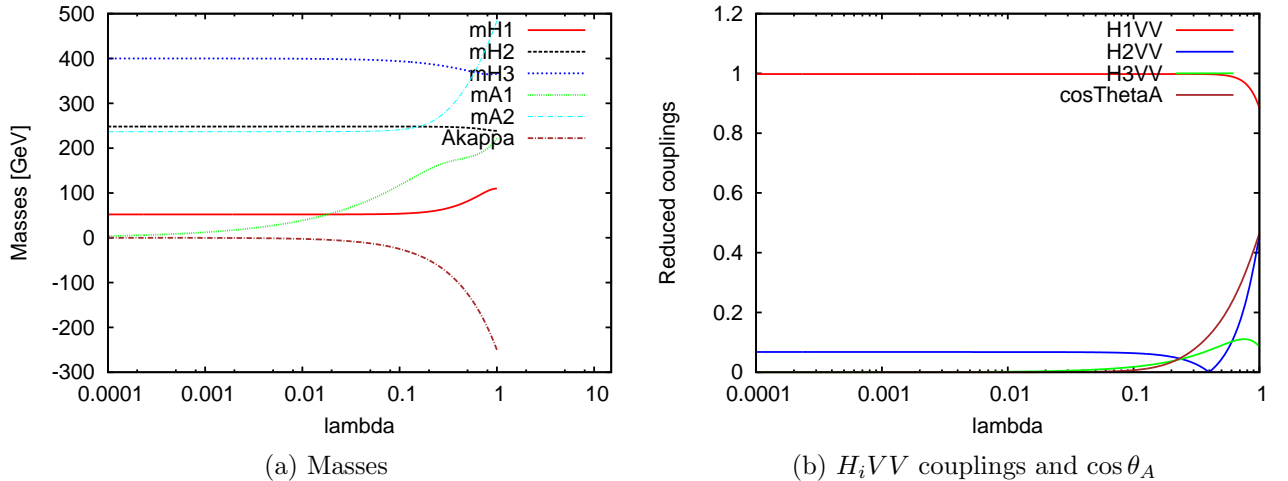 500
400
300
200
100
0
-100
-200
-300
0.0001
0.001
0.01
0.1
1
10
Masses [GeV]
lambda
mH1
mH2
mH3
mA1
mA2
Akappa
(a) Masses
1.2
1
0.8
0.6
0.4
0.2
0
0.0001
0.001
0.01
0.1
1
Reduced couplings
lambda
H1VV
H2VV
H3VV
cosThetaA
(b) H_iVV couplings and cos θ_A